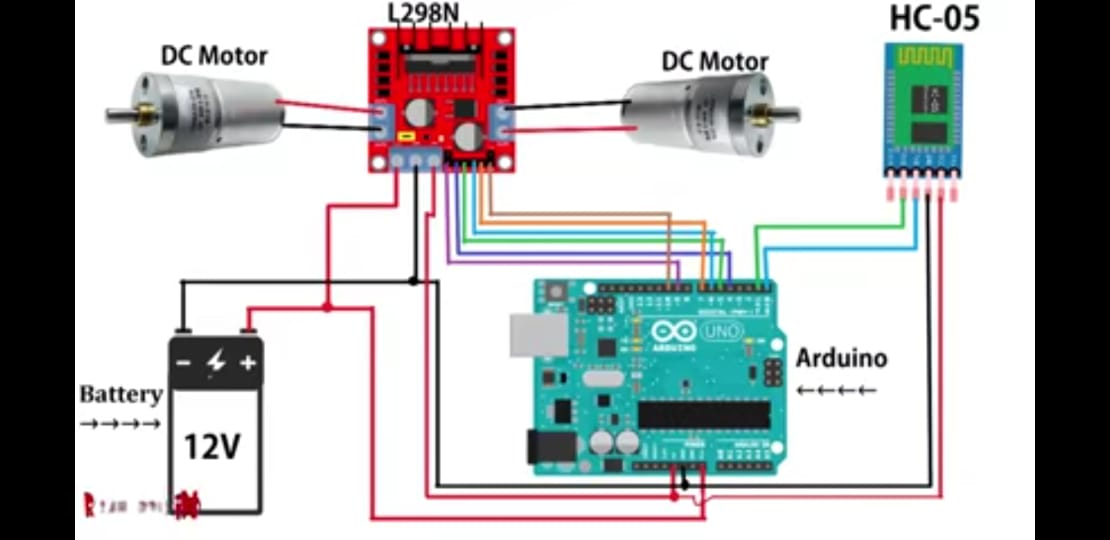 L298N
HC-05
DC Motor
DC Motor
UNO
ARDUINO
Arduino
←←←←
Battery
→→→→
- +
12V